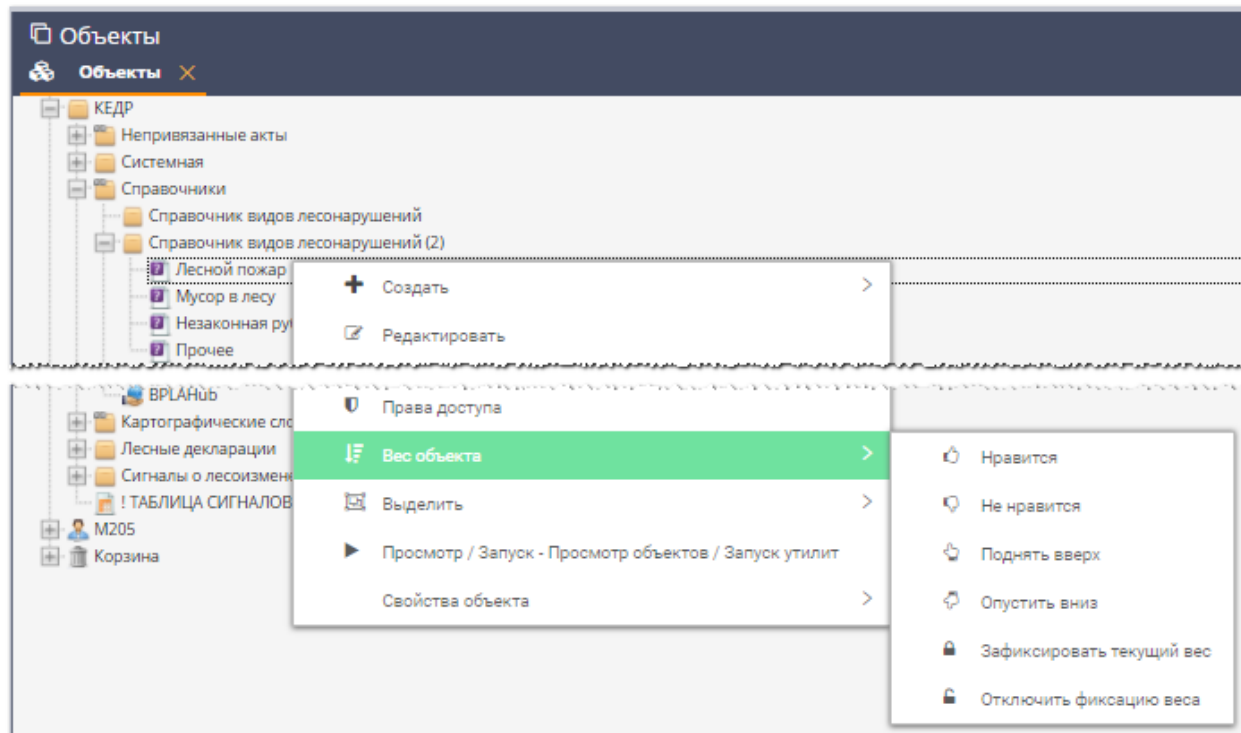 Объекты
Объекты
КЕДР
Непривязанные акты
Системная
Справочники
Справочник видов лесонарушений
Справочник видов лесонарушений (2)
Лесной пожар
Мусор в лесу
Незаконная ру
Прочее
Создать
Редактировать
BPLAHub
Картографические сло
Лесные декларации
Сигналы о лесоизмене
! ТАБЛИЦА СИГНАЛОВ
М205
Корзина
Права доступа
Вес объекта
Выделить
Просмотр / Запуск - Просмотр объектов / Запуск утилит
Свойства объекта
Нравится
Не нравится
Поднять вверх
Опустить вниз
Зафиксировать текущий вес
Отключить фиксацию веса